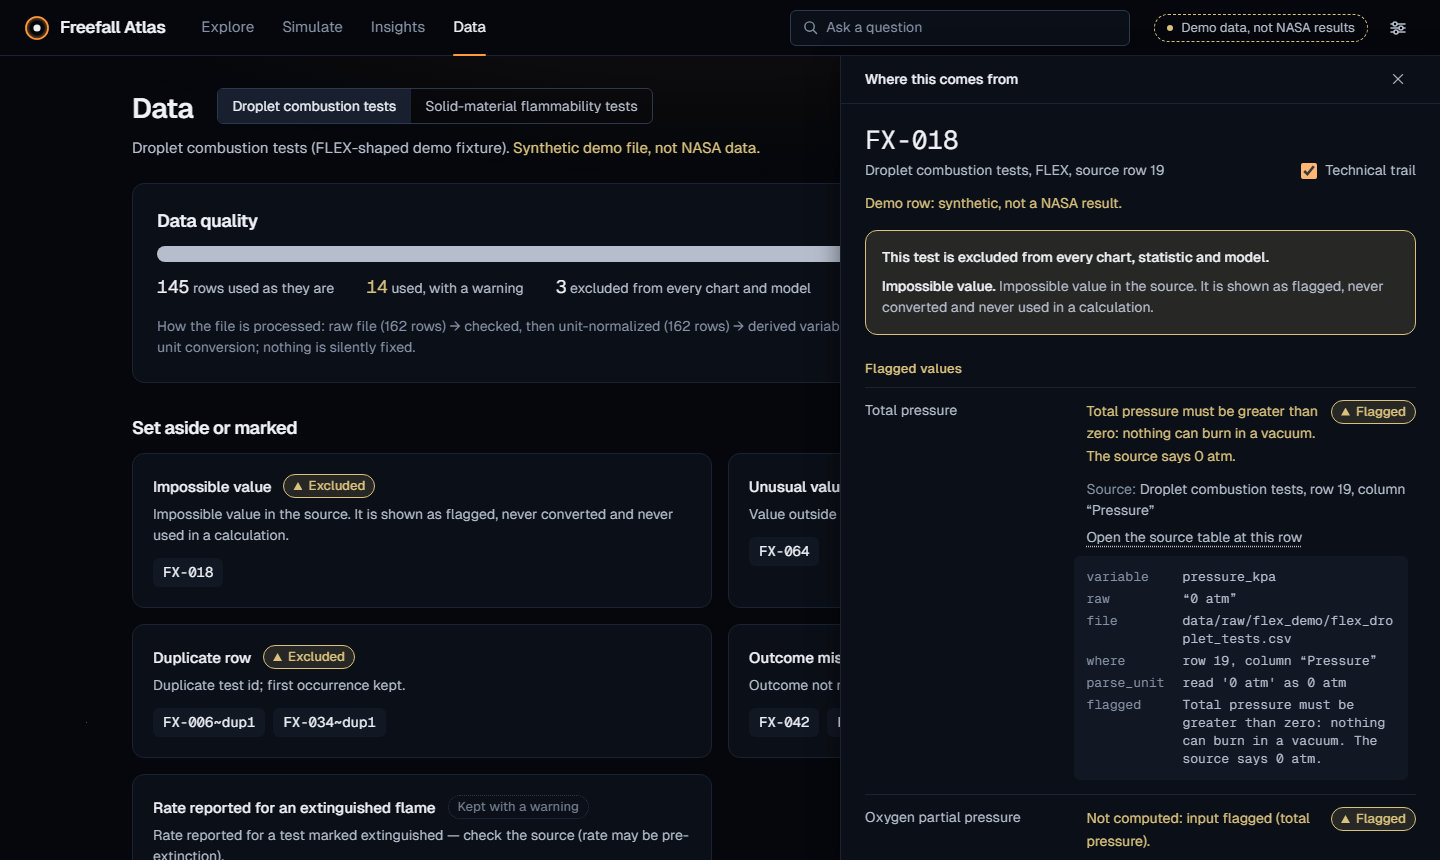 Freefall Atlas
Explore
Simulate
Insights
Data
Ask a question
Demo data, not NASA results
Data
Droplet combustion tests
Solid-material flammability tests
Droplet combustion tests (FLEX-shaped demo fixture). Synthetic demo file, not NASA data.
Data quality
145 rows used as they are
14 used, with a warning
3 excluded from every chart and model
How the file is processed: raw file (162 rows) → checked, then unit-normalized (162 rows) → derived variab
unit conversion; nothing is silently fixed.
Set aside or marked
Impossible value
▲ Excluded
Impossible value in the source. It is shown as flagged, never converted and never
used in a calculation.
FX-018
Unusual valu
Value outside
FX-064
Duplicate row
▲ Excluded
Duplicate test id; first occurrence kept.
FX-006~dup1
FX-034~dup1
Outcome mis
Outcome not r
FX-042
Rate reported for an extinguished flame
Kept with a warning
Rate reported for a test marked extinguished — check the source (rate may be pre-
extinction).
Where this comes from
FX-018
Droplet combustion tests, FLEX, source row 19
Technical trail
Demo row: synthetic, not a NASA result.
This test is excluded from every chart, statistic and model.
Impossible value. Impossible value in the source. It is shown as flagged, never
converted and never used in a calculation.
Flagged values
Total pressure
Total pressure must be greater than
zero: nothing can burn in a vacuum.
The source says 0 atm.
▲ Flagged
Source: Droplet combustion tests, row 19, column
“Pressure”
Open the source table at this row
variable pressure_kpa
raw “0 atm”
file data/raw/flex_demo/flex_dro
plet_tests.csv
where row 19, column “Pressure”
parse_unit read '0 atm' as 0 atm
flagged Total pressure must be
greater than zero: nothing
can burn in a vacuum. The
source says 0 atm.
Oxygen partial pressure
Not computed: input flagged (total
pressure).
▲ Flagged